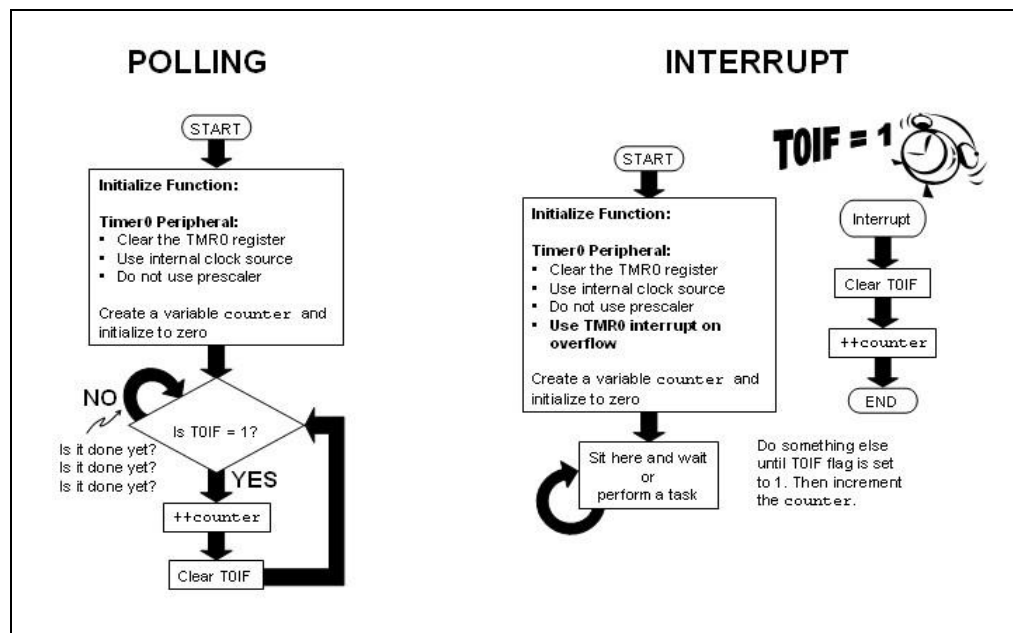 POLLING
START
Initialize Function:
Timer0 Peripheral:
▪ Clear the TMR0 register
▪ Use internal clock source
▪ Do not use prescaler
Create a variable counter and
initialize to zero
NO
Is T0IF = 1?
Is it done yet?
Is it done yet?
Is it done yet?
YES
++counter
Clear T0IF
INTERRUPT
START
Initialize Function:
Timer0 Peripheral:
▪ Clear the TMR0 register
▪ Use internal clock source
▪ Do not use prescaler
▪ Use TMR0 interrupt on
overflow
Create a variable counter and
initialize to zero
Sit here and wait
or
perform a task
T0IF = 1
Interrupt
Clear T0IF
++counter
END
Do something else
until T0IF flag is set
to 1. Then increment
the counter.